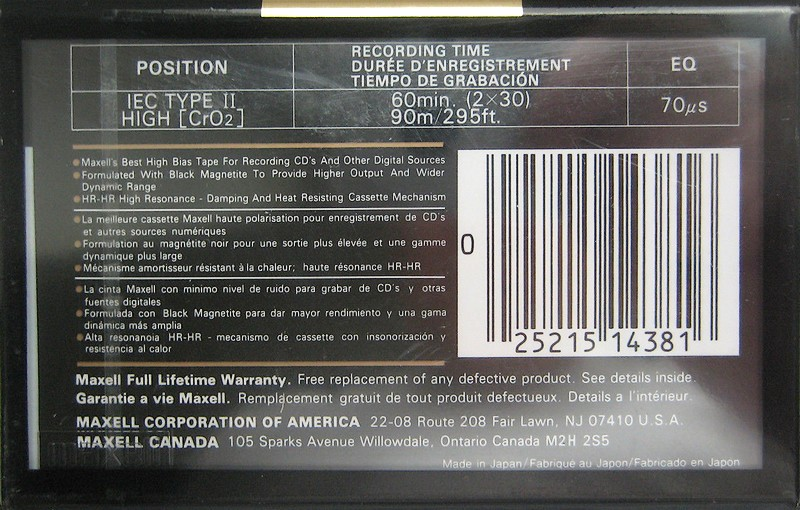 POSITION
RECORDING TIME
DURÉE D'ENREGISTREMENT
TIEMPO DE GRABACIÓN
EQ
IEC TYPE II
HIGH [CrO2]
60min. (2×30)
90m/295ft.
70μs
Maxell's Best High Bias Tape For Recording CD's And Other Digital Sources
Formulated With Black Magnetite To Provide Higher Output And Wider
Dynamic Range
HR-HR High Resonance - Damping And Heat Resisting Cassette Mechanism
La meilleure cassette Maxell haute polarisation pour enregistrement de CD's
et autres sources numériques
Formulation au magnétite noir pour une sortie plus élevée et une gamme
dynamique plus large
Mécanisme amortisseur résistant à la chaleur; haute résonance HR-HR
La cinta Maxell con minimo nivel de ruido para grabar de CD's y otras
fuentes digitales
Formulada con Black Magnetita para dar mayor rendimiento y una gama
dinámica más amplia
Alta resonanoia HR-HR - mecanismo de cassette con insonorización y
resistencia al calor
0
25215 14381
Maxell Full Lifetime Warranty. Free replacement of any defective product. See details inside.
Garantie a vie Maxell. Remplacement gratuit de tout produit defectueux. Details a l'intérieur.
MAXELL CORPORATION OF AMERICA 22-08 Route 208 Fair Lawn, NJ 07410 U.S.A.
MAXELL CANADA 105 Sparks Avenue Willowdale, Ontario Canada M2H 2S5
Made in Japan/Fabriqué au Japon/Fabricado en Japon